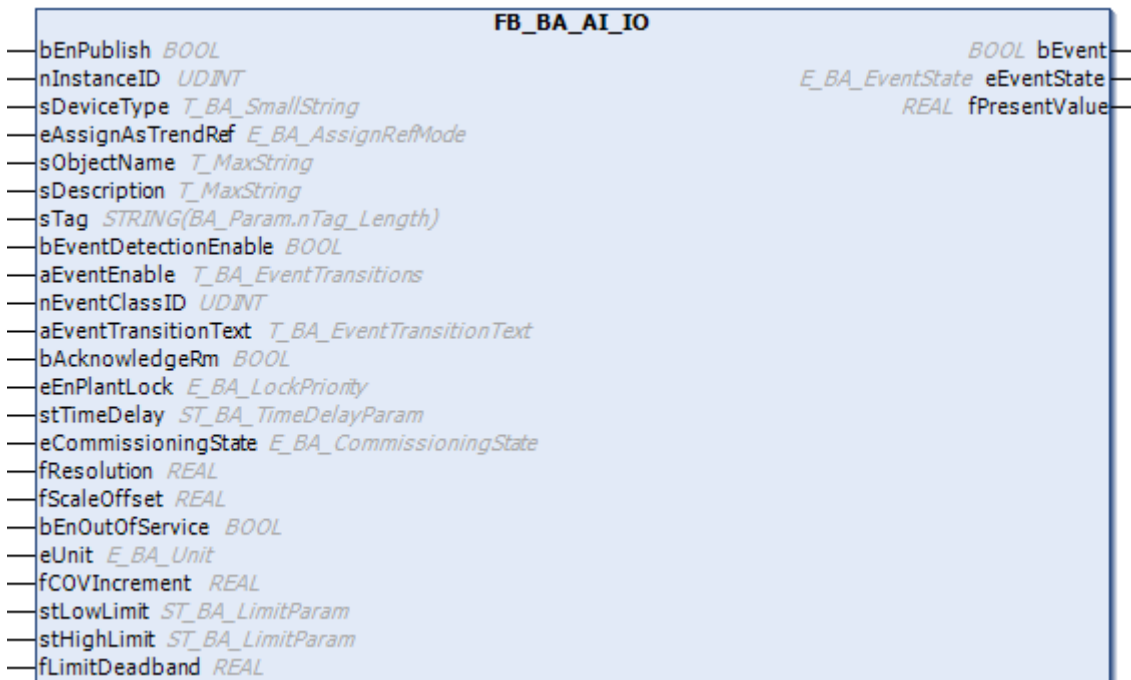 FB_BA_AI_IO
bEnPublish BOOL BOOL bEvent
nInstanceID UDINT E_BA_EventState eEventState
sDeviceType T_BA_SmallString REAL fPresentValue
eAssignAsTrendRef E_BA_AssignRefMode
sObjectName T_MaxString
sDescription T_MaxString
sTag STRING(BA_Param.nTag_Length)
bEventDetectionEnable BOOL
aEventEnable T_BA_EventTransitions
nEventClassID UDINT
aEventTransitionText T_BA_EventTransitionText
bAcknowledgeRm BOOL
eEnPlantLock E_BA_LockPriority
stTimeDelay ST_BA_TimeDelayParam
eCommissioningState E_BA_CommissioningState
fResolution REAL
fScaleOffset REAL
bEnOutOfService BOOL
eUnit E_BA_Unit
fCOVIncrement REAL
stLowLimit ST_BA_LimitParam
stHighLimit ST_BA_LimitParam
fLimitDeadband REAL